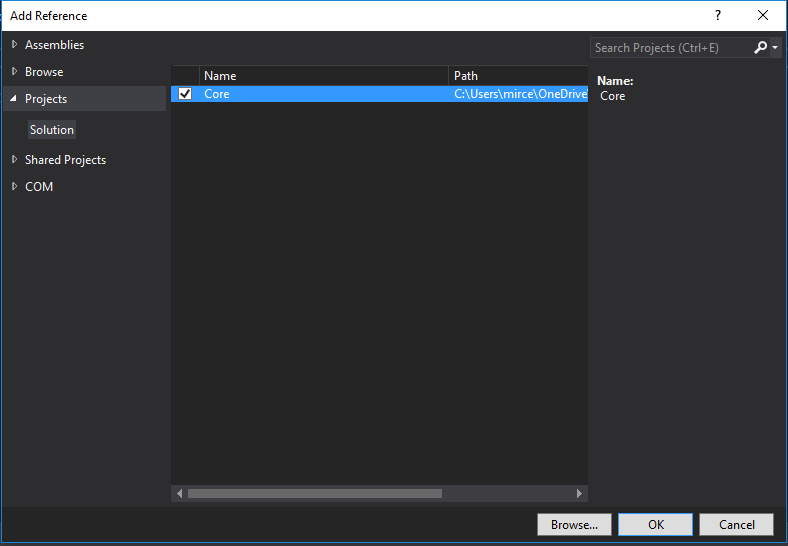 Add Reference
?
Assemblies
Browse
Projects
Solution
Shared Projects
COM
Name Path
Core C:\Users\mirce\OneDrive\
Search Projects (Ctrl+E)
Name:
Core
Browse... OK Cancel